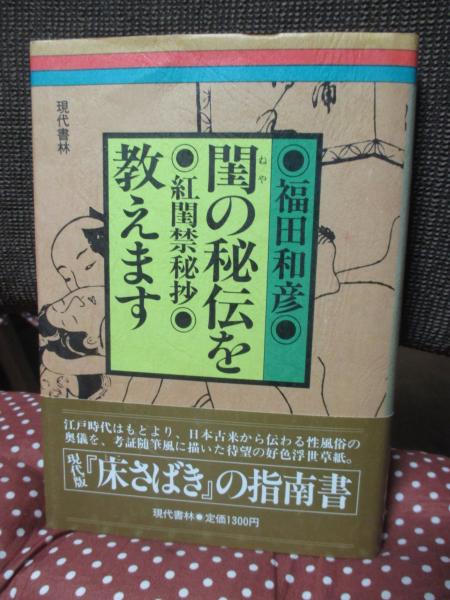 現代書林
◉福田和彦◉
閨の秘伝を
ねや
◉紅閨禁秘抄◉
教えます
江戸時代はもとより、日本古来から伝わる性風俗の
奥儀を、考証随筆風に描いた待望の好色浮世草紙。
現代版『床さばき』の指南書
現代書林●定価1300円